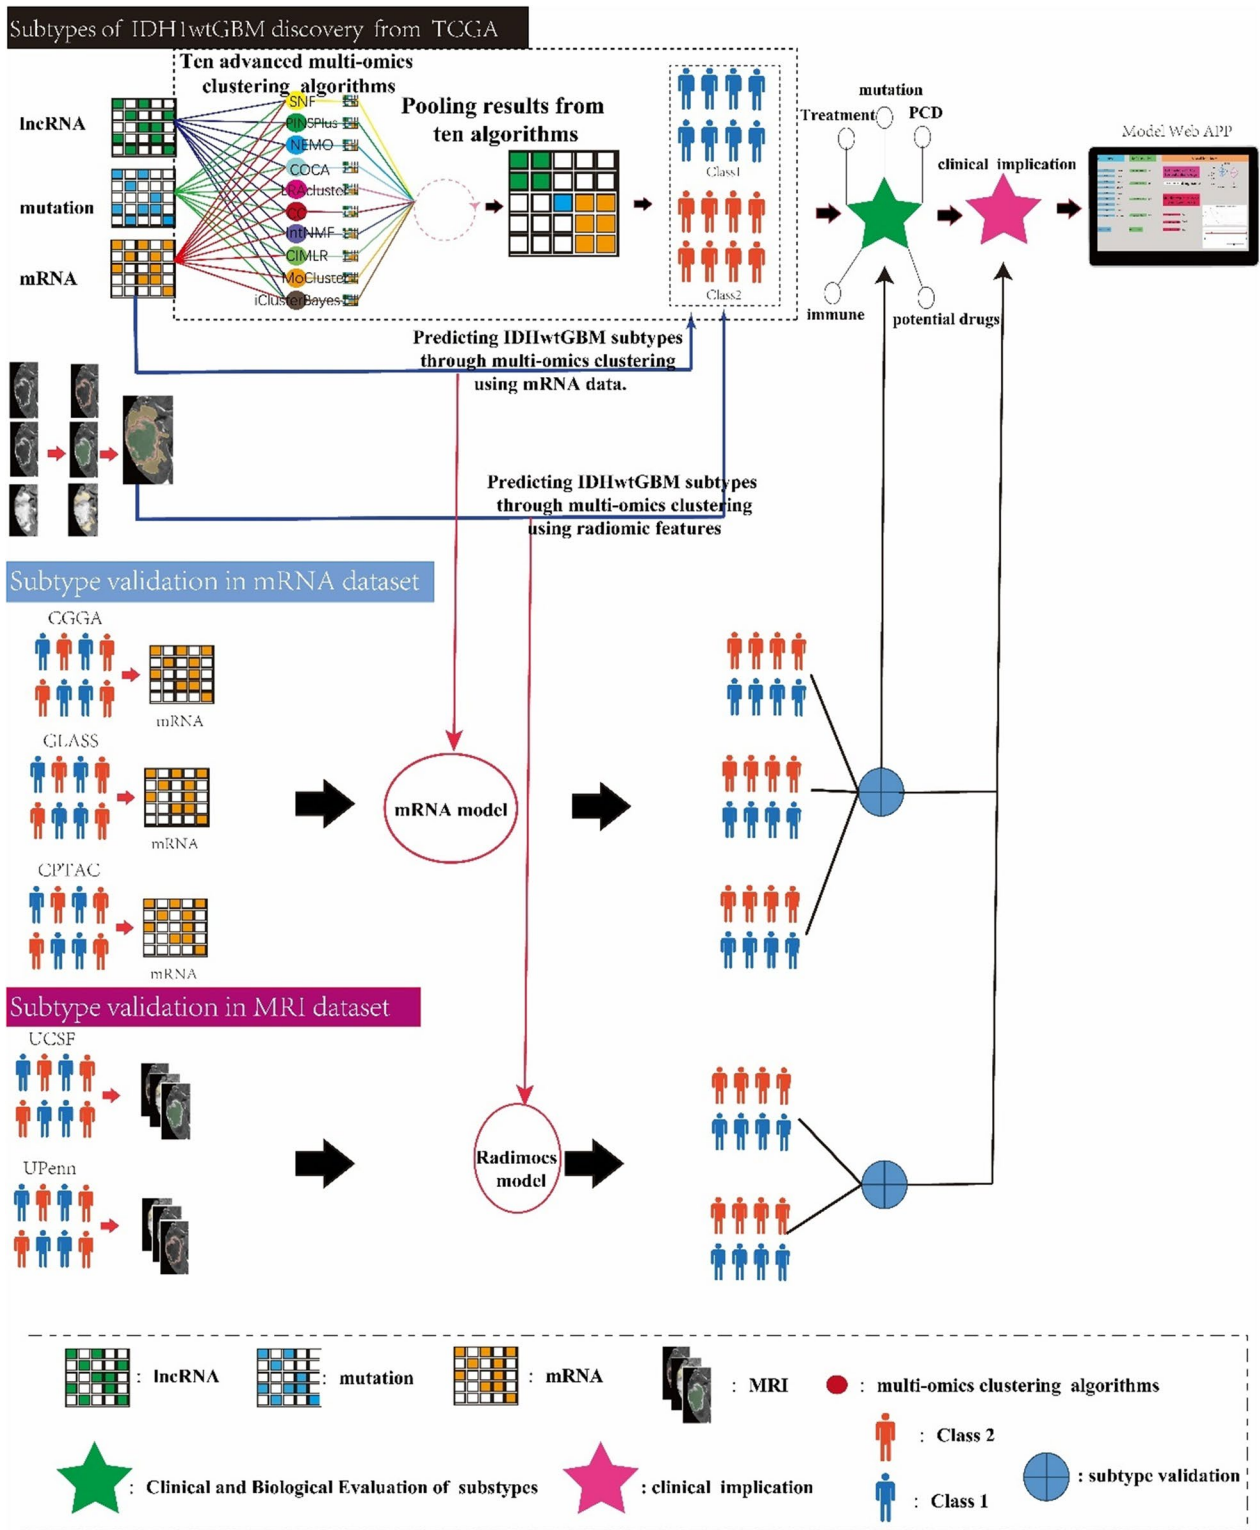 Subtypes of IDH1wtGBM discovery from TCGA
Ten advanced multi-omics
clustering algorithms
lncRNA
mutation
mRNA
SNF
PINSPlus
NEMO
COCA
LRAcluster
CC
IntNMF
CIMLR
MoCluster
iClusterBayes
Pooling results from
ten algorithms
Class1
Class2
mutation
Treatment
PCD
immune
potential drugs
clinical implication
Model Web APP
Predicting IDHwtGBM subtypes
through multi-omics clustering
using mRNA data.
Predicting IDHwtGBM subtypes
through multi-omics clustering
using radiomic features
Subtype validation in mRNA dataset
CGGA
mRNA
GLASS
mRNA
CPTAC
mRNA
mRNA model
Subtype validation in MRI dataset
UCSF
UPenn
Radimocs
model
: lncRNA
: mutation
: mRNA
: MRI
: multi-omics clustering algorithms
: Class 2
: Class 1
: Clinical and Biological Evaluation of substypes
: clinical implication
: subtype validation